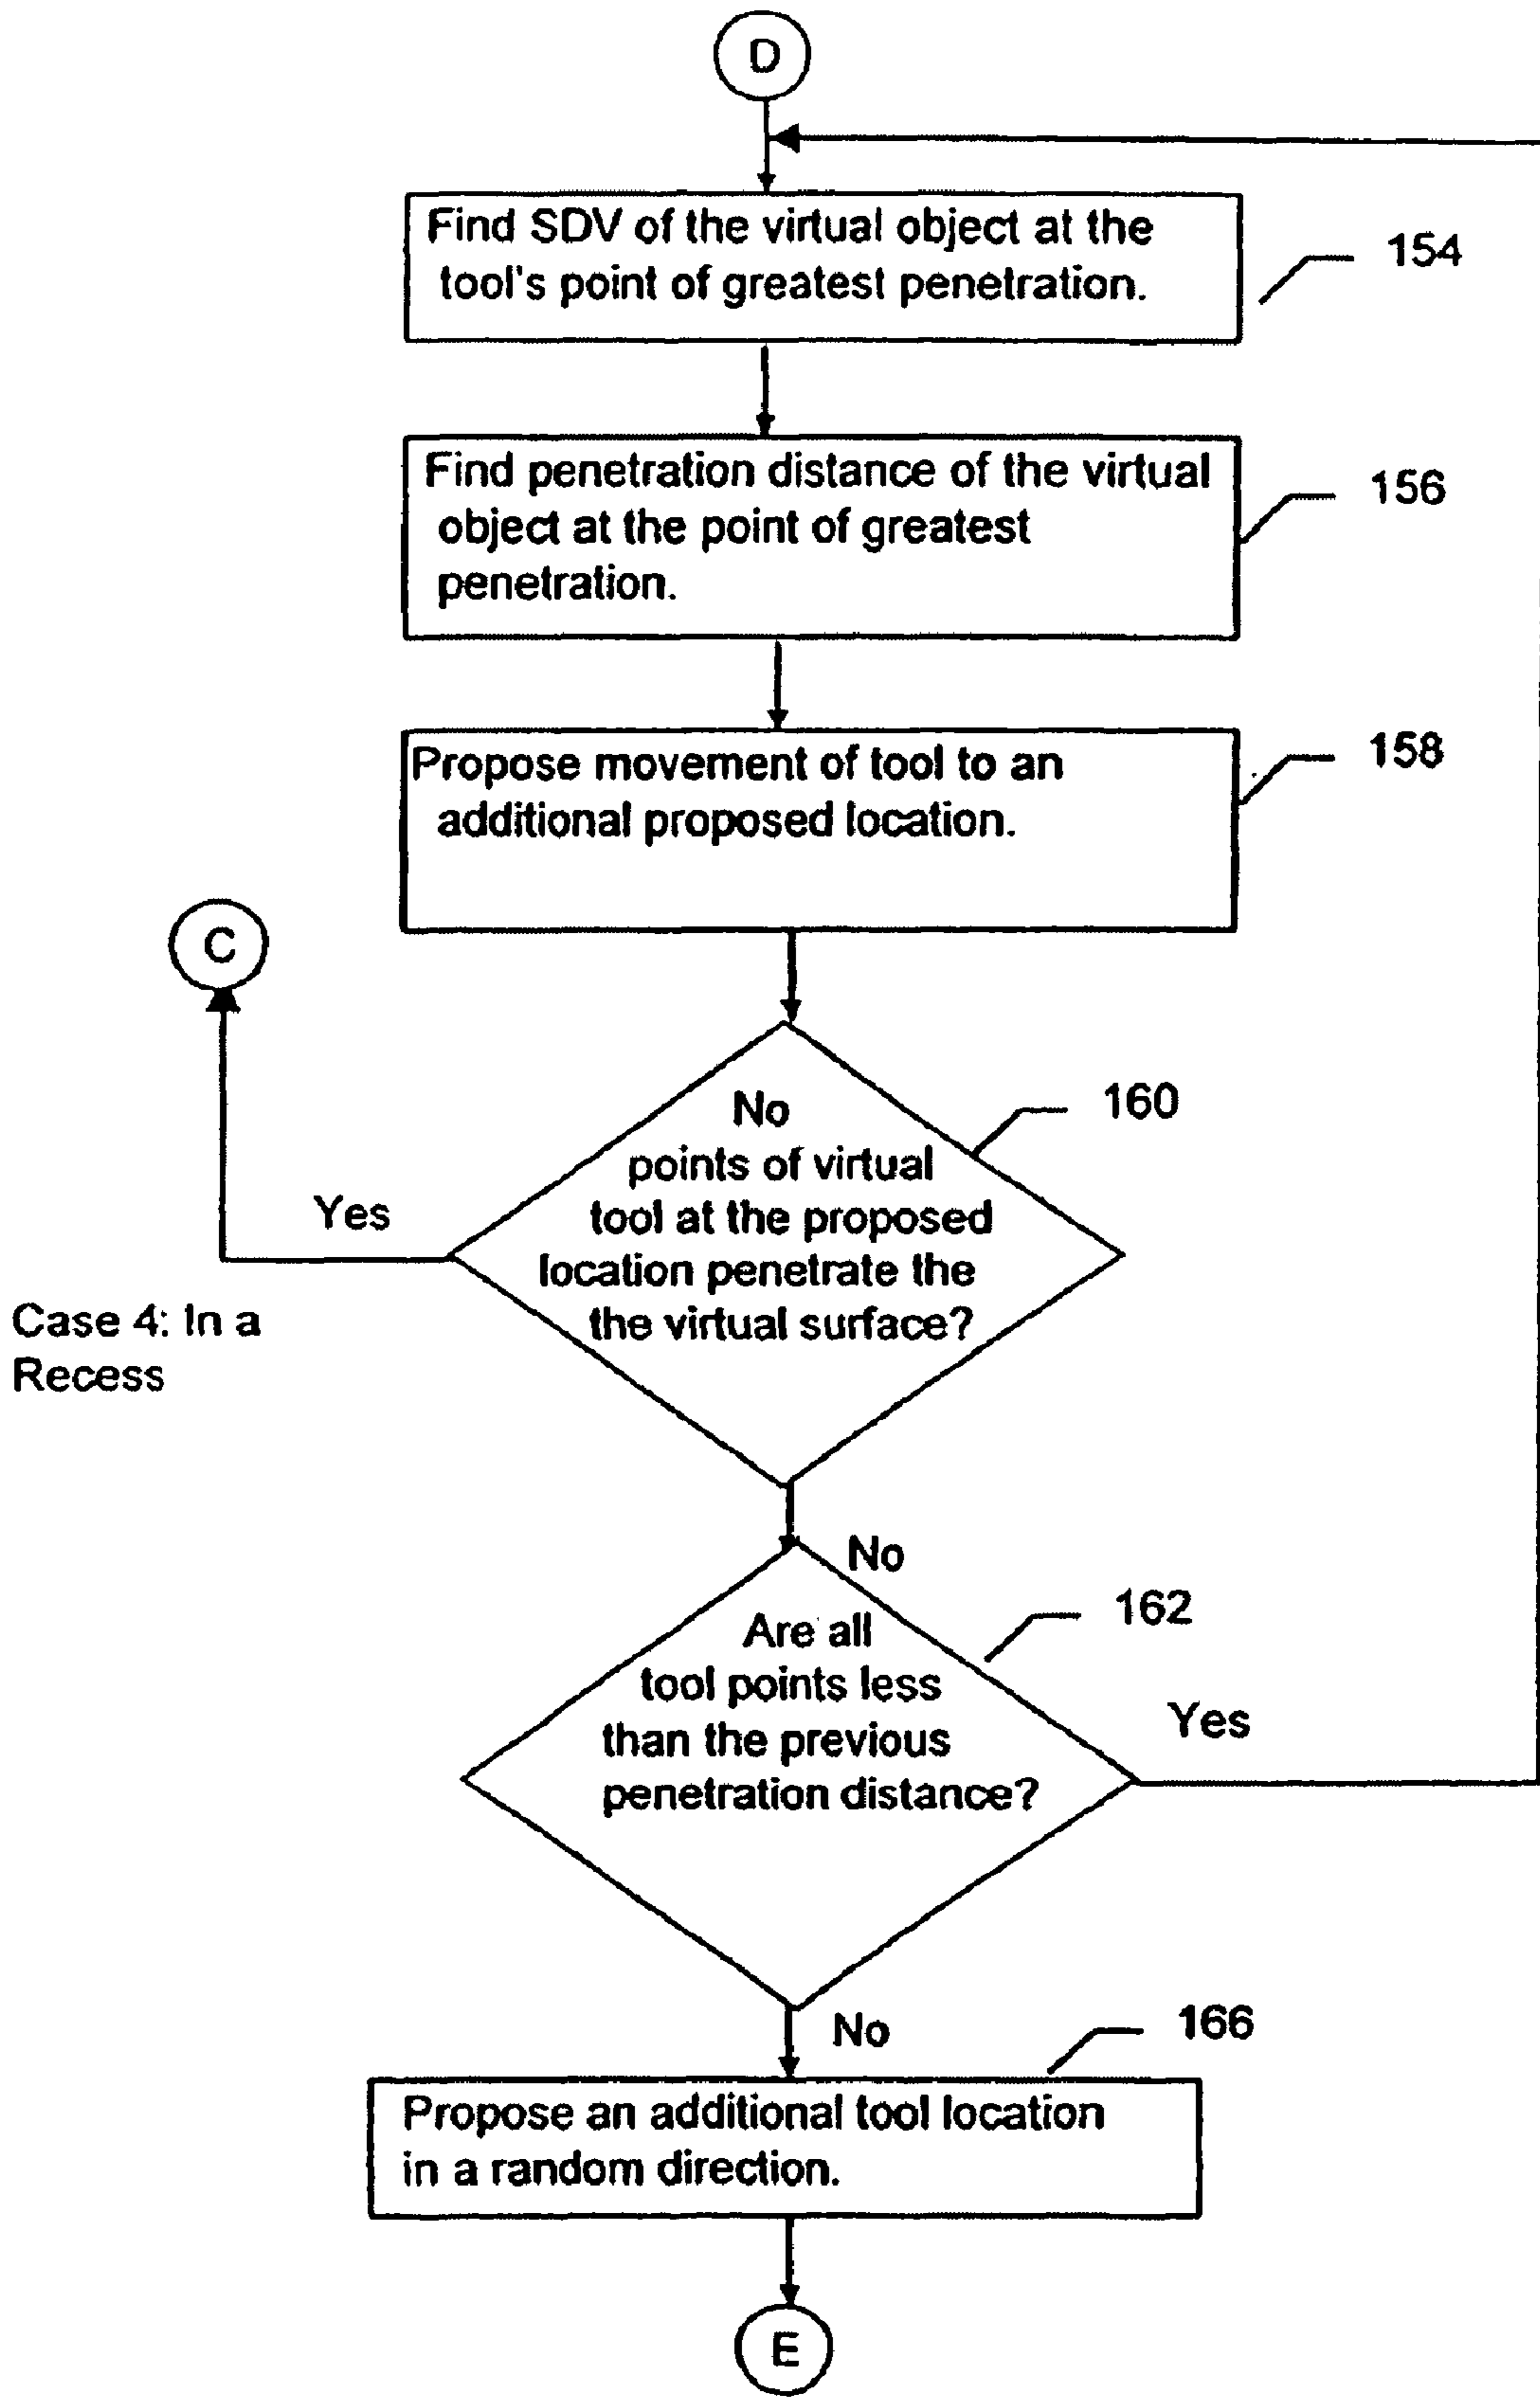 D
Find SDV of the virtual object at the
tool's point of greatest penetration.
154
Find penetration distance of the virtual
object at the point of greatest
penetration.
156
Propose movement of tool to an
additional proposed location.
158
C
No
points of virtual
tool at the proposed
location penetrate the
the virtual surface?
160
Yes
Case 4: In a
Recess
No
Are all
tool points less
than the previous
penetration distance?
162
Yes
No
166
Propose an additional tool location
in a random direction.
E